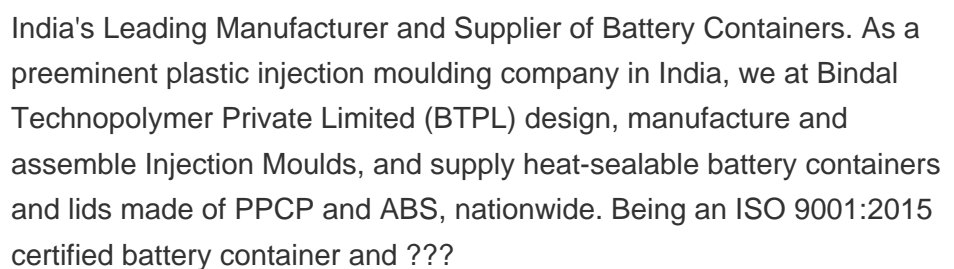 India's Leading Manufacturer and Supplier of Battery Containers. As a
preeminent plastic injection moulding company in India, we at Bindal
Technopolymer Private Limited (BTPL) design, manufacture and
assemble Injection Moulds, and supply heat-sealable battery containers
and lids made of PPCP and ABS, nationwide. Being an ISO 9001:2015
certified battery container and ???